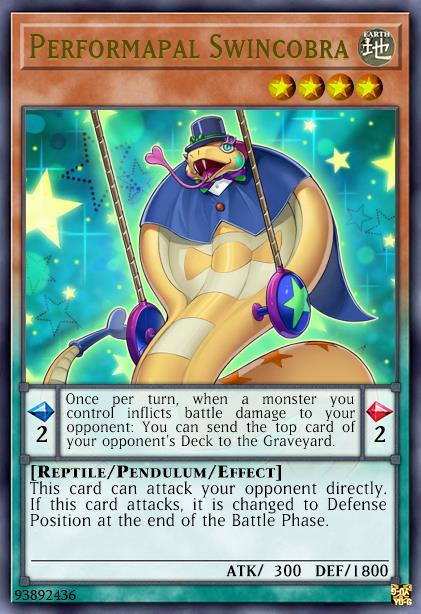 PERFORMAPAL SWINCOBRA
EARTH
地
Once per turn, when a monster you
control inflicts battle damage to your
opponent: You can send the top card of
your opponent's Deck to the Graveyard.
2
2
[REPTILE/PENDULUM/EFFECT]
This card can attack your opponent directly.
If this card attacks, it is changed to Defense
Position at the end of the Battle Phase.
ATK/ 300 DEF/1800
93892436